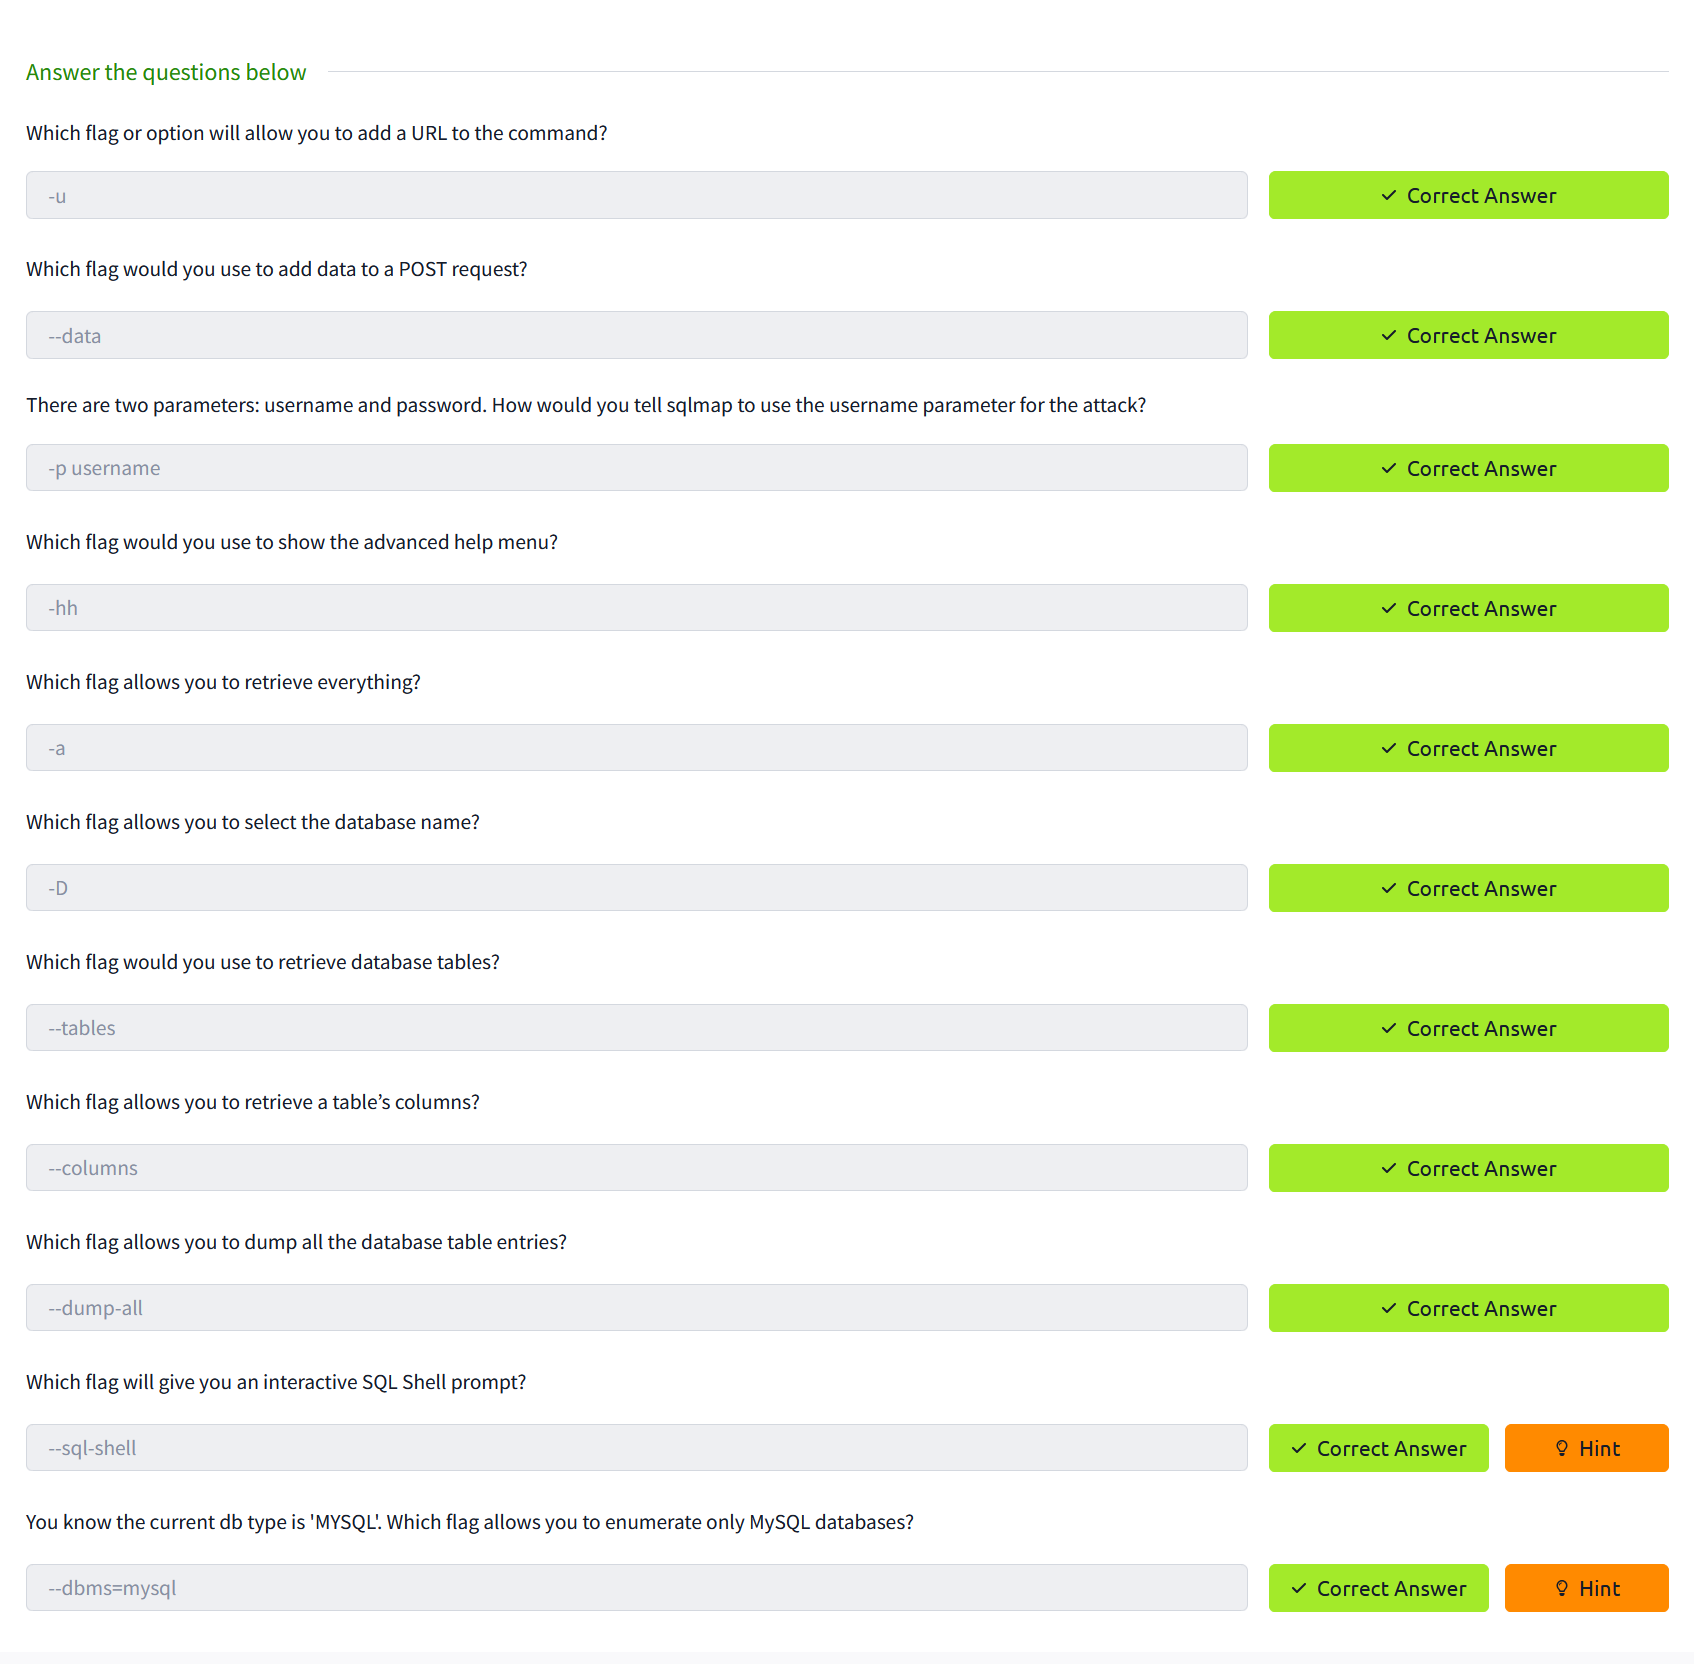 Answer the questions below
Which flag or option will allow you to add a URL to the command?
-u
Correct Answer
Which flag would you use to add data to a POST request?
--data
Correct Answer
There are two parameters: username and password. How would you tell sqlmap to use the username parameter for the attack?
-p username
Correct Answer
Which flag would you use to show the advanced help menu?
-hh
Correct Answer
Which flag allows you to retrieve everything?
-a
Correct Answer
Which flag allows you to select the database name?
-D
Correct Answer
Which flag would you use to retrieve database tables?
--tables
Correct Answer
Which flag allows you to retrieve a table’s columns?
--columns
Correct Answer
Which flag allows you to dump all the database table entries?
--dump-all
Correct Answer
Which flag will give you an interactive SQL Shell prompt?
--sql-shell
Correct Answer
Hint
You know the current db type is 'MYSQL'. Which flag allows you to enumerate only MySQL databases?
--dbms=mysql
Correct Answer
Hint